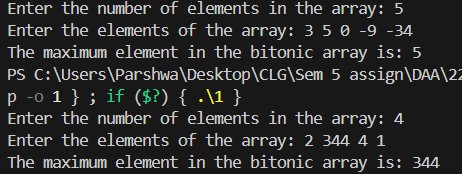 Enter the number of elements in the array: 5
Enter the elements of the array: 3 5 0 -9 -34
The maximum element in the bitonic array is: 5
PS C:\Users\Parshwa\Desktop\CLG\Sem 5 assign\DAA\22
p -o 1 } ; if ($?) { .\1 }
Enter the number of elements in the array: 4
Enter the elements of the array: 2 344 4 1
The maximum element in the bitonic array is: 344